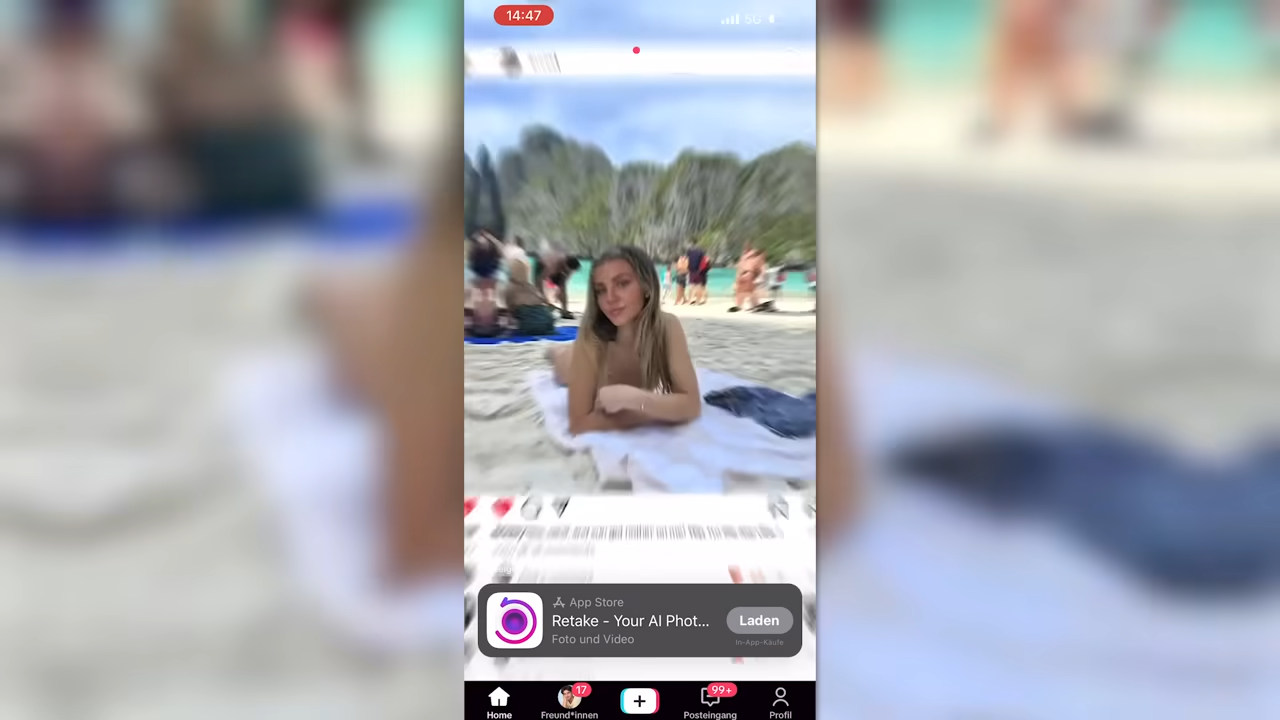 14:47
5G
App Store
Retake - Your AI Phot...
Foto und Video
Laden
In-App-Käufe
17
99+
Home
Freund*innen
Posteingang
Profil